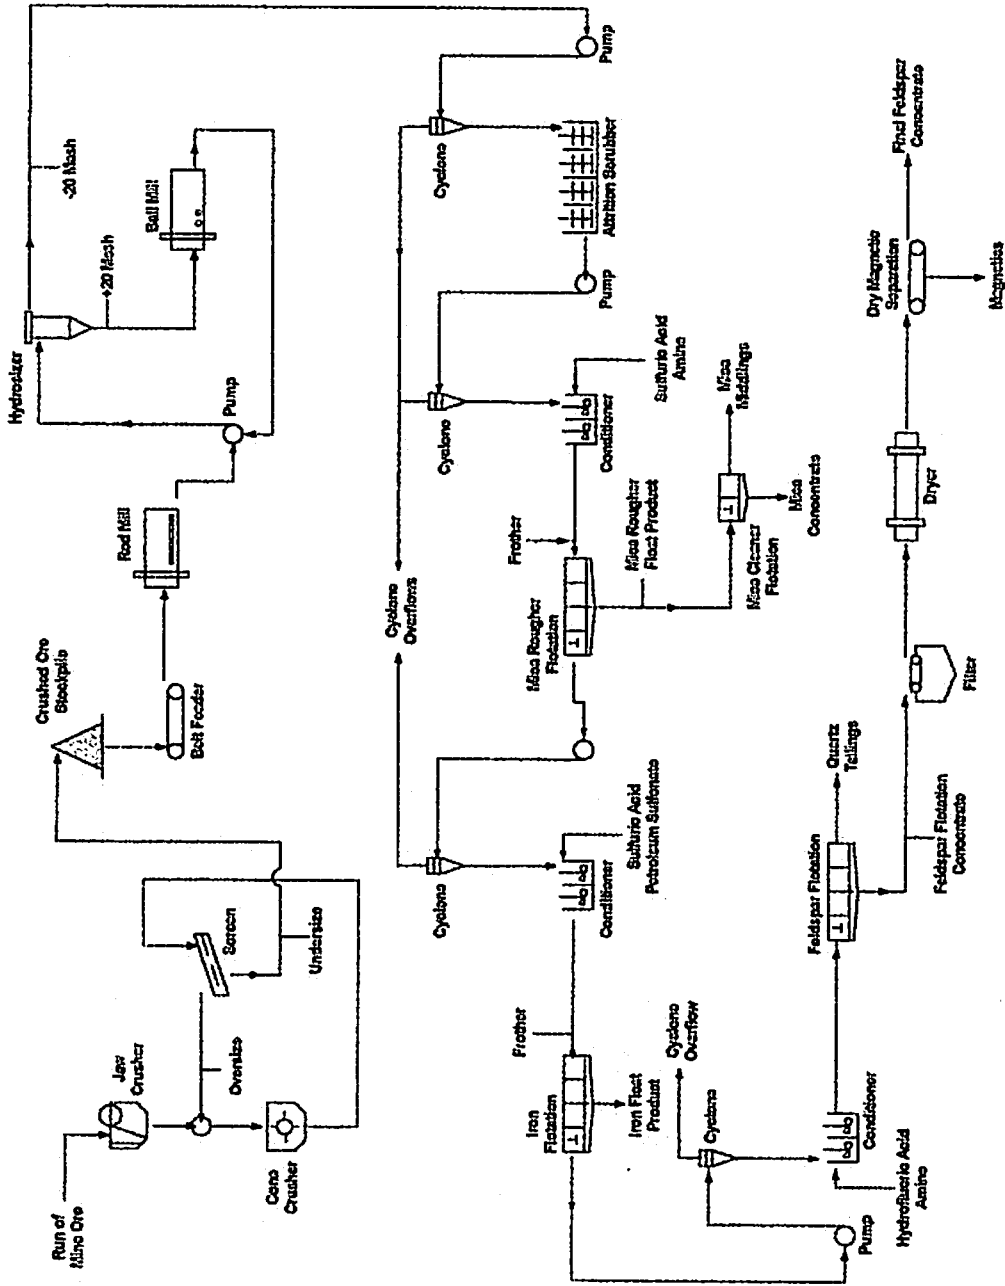 Run of
Mine Ore
Jaw
Crusher
Oversize
Cone
Crusher
Screen
Undersize
Crushed Ore
Stockpile
Belt Feeder
Rod Mill
Pump
Hydrosizer
+20 Mesh
Ball Mill
-20 Mesh
Pump
Cyclone
Attrition Scrubber
Pump
Cyclone
Sulfuric Acid
Amine
Conditioner
Cyclone
Overflows
Frother
Mica Rougher
Flotation
Mica Rougher
Float Product
Mica Cleaner
Flotation
Mica
Middlings
Mica
Concentrate
Cyclone
Sulfuric Acid
Petroleum Sulfonate
Conditioner
Frother
Iron
Flotation
Iron Float
Product
Cyclone
Overflow
Cyclone
Pump
Hydrofluoric Acid
Amine
Conditioner
Feldspar Flotation
Quartz
Tailings
Feldspar Flotation
Concentrate
Filter
Dryer
Dry Magnetic
Separation
Magnetics
Final Feldspar
Concentrate